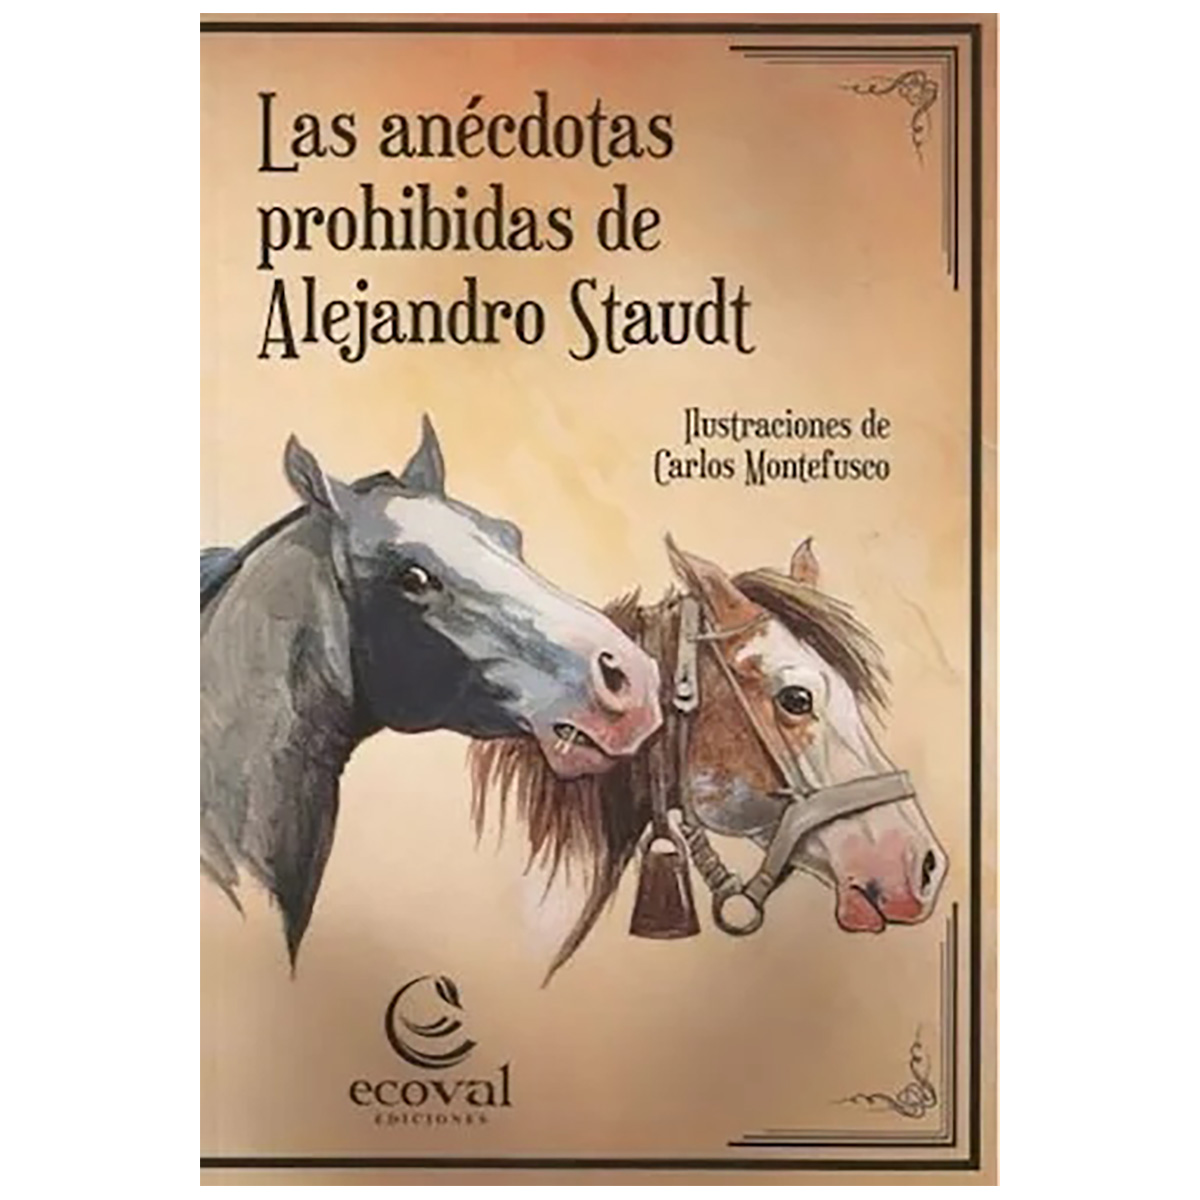 Las anécdotas
prohibidas de
Alejandro Staudt
Ilustraciones de
Carlos Montefusco
ecoval
EDICIONES